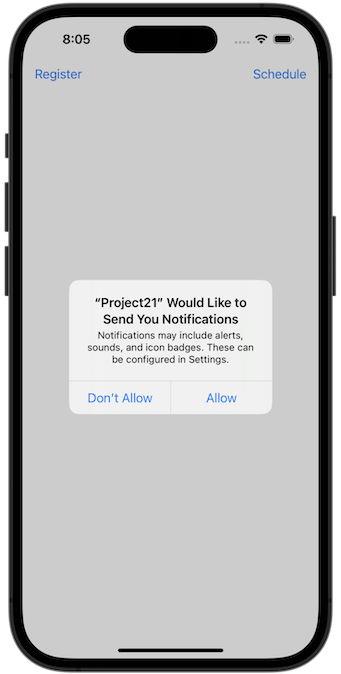 8:05
Register Schedule
“Project21” Would Like to
Send You Notifications
Notifications may include alerts,
sounds, and icon badges. These can
be configured in Settings.
Don’t Allow Allow